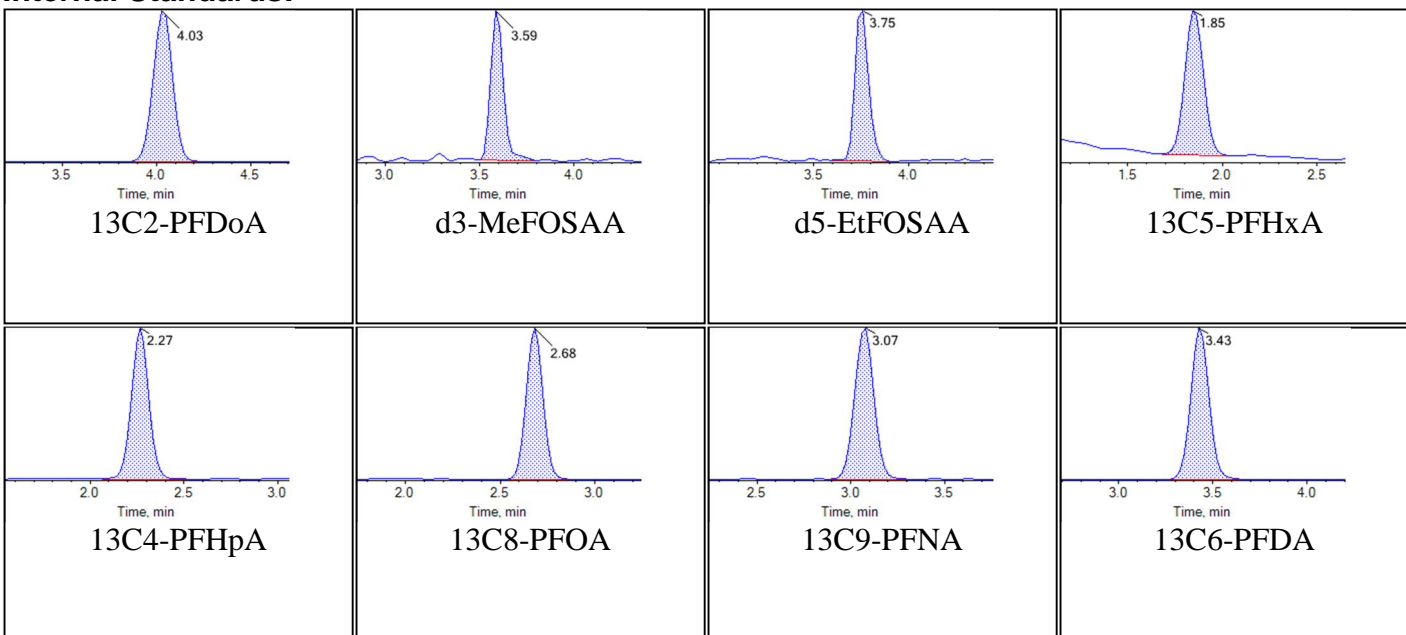 Internal Standards:
4.03
3.5 4.0 4.5
Time, min
13C2-PFDoA
3.59
3.0 3.5 4.0
Time, min
d3-MeFOSAA
3.75
3.5 4.0
Time, min
d5-EtFOSAA
1.85
1.5 2.0 2.5
Time, min
13C5-PFHxA
2.27
2.0 2.5 3.0
Time, min
13C4-PFHpA
2.68
2.0 2.5 3.0
Time, min
13C8-PFOA
3.07
2.5 3.0 3.5
Time, min
13C9-PFNA
3.43
3.0 3.5 4.0
Time, min
13C6-PFDA